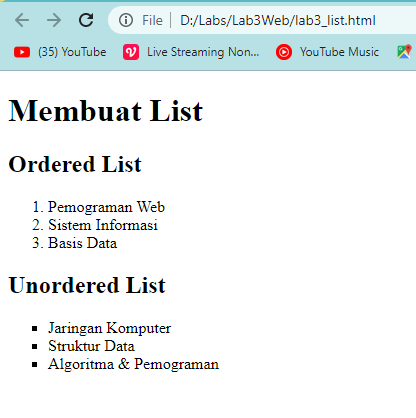 File | D:/Labs/Lab3Web/lab3_list.html
(35) YouTube Live Streaming Non... YouTube Music
Membuat List
Ordered List
1. Pemograman Web
2. Sistem Informasi
3. Basis Data
Unordered List
▪ Jaringan Komputer
▪ Struktur Data
▪ Algoritma & Pemograman